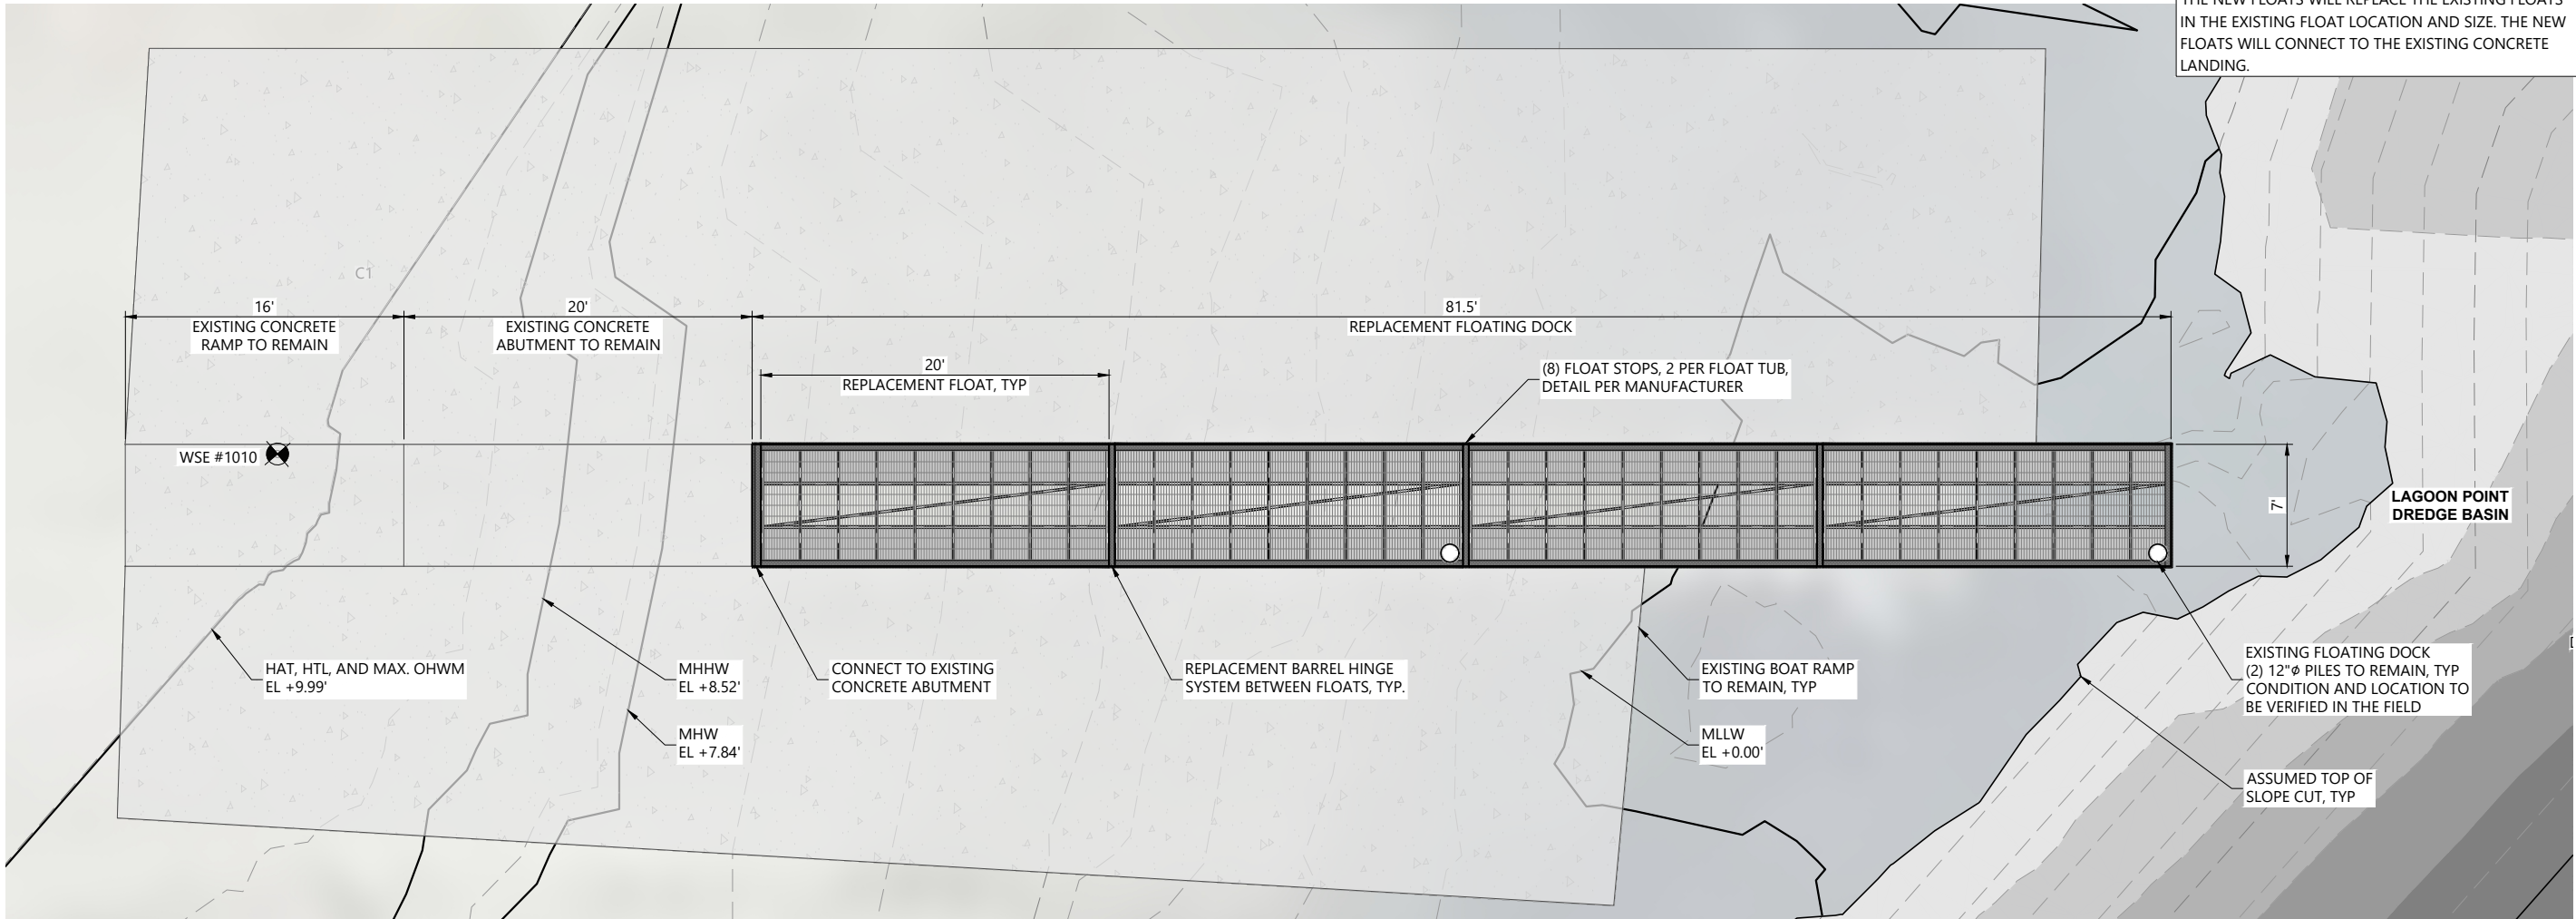 THE NEW FLOATS WILL REPLACE THE EXISTING FLOATS
IN THE EXISTING FLOAT LOCATION AND SIZE. THE NEW
FLOATS WILL CONNECT TO THE EXISTING CONCRETE
LANDING.
C1
16'
EXISTING CONCRETE
RAMP TO REMAIN
20'
EXISTING CONCRETE
ABUTMENT TO REMAIN
81.5'
REPLACEMENT FLOATING DOCK
20'
REPLACEMENT FLOAT, TYP
(8) FLOAT STOPS, 2 PER FLOAT TUB,
DETAIL PER MANUFACTURER
WSE #1010
7'
LAGOON POINT
DREDGE BASIN
HAT, HTL, AND MAX. OHWM
EL +9.99'
MHHW
EL +8.52'
MHW
EL +7.84'
CONNECT TO EXISTING
CONCRETE ABUTMENT
REPLACEMENT BARREL HINGE
SYSTEM BETWEEN FLOATS, TYP.
EXISTING BOAT RAMP
TO REMAIN, TYP
MLLW
EL +0.00'
EXISTING FLOATING DOCK
(2) 12"ø PILES TO REMAIN, TYP
CONDITION AND LOCATION TO
BE VERIFIED IN THE FIELD
ASSUMED TOP OF
SLOPE CUT, TYP